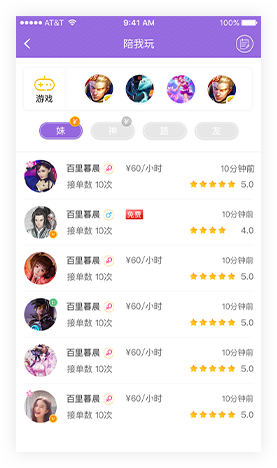 AT&T 9:41 AM 100%
陪我玩
游戏
妹 神 萌 友
百里暮晨 ¥60/小时 10分钟前
接单数 10次 5.0
百里暮晨 免费 10分钟前
接单数 10次 4.0
百里暮晨 ¥60/小时 10分钟前
接单数 10次 5.0
百里暮晨 ¥60/小时 10分钟前
接单数 10次 5.0
百里暮晨 ¥60/小时 10分钟前
接单数 10次 5.0
百里暮晨 ¥60/小时 10分钟前
接单数 10次 5.0